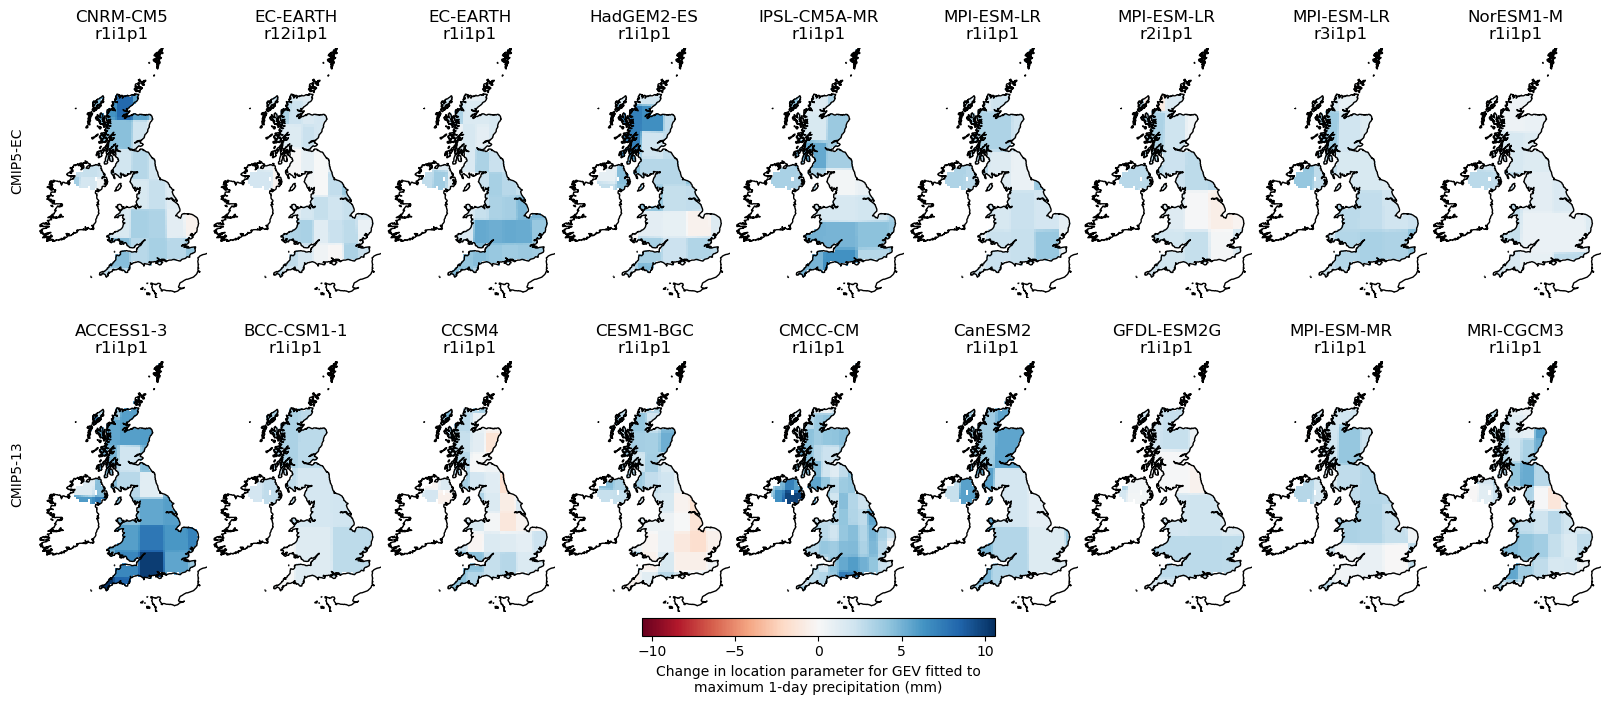 CNRM-CM5 EC-EARTH EC-EARTH HadGEM2-ES IPSL-CM5A-MR MPI-ESM-LR MPI-ESM-LR MPI-ESM-LR NorESM1-M
r1i1p1 r12i1p1 r1i1p1 r1i1p1 r1i1p1 r1i1p1 r2i1p1 r3i1p1 r1i1p1
CMIP5-EC
ACCESS1-3 BCC-CSM1-1 CCSM4 CESM1-BGC CMCC-CM CanESM2 GFDL-ESM2G MPI-ESM-MR MRI-CGCM3
r1i1p1 r1i1p1 r1i1p1 r1i1p1 r1i1p1 r1i1p1 r1i1p1 r1i1p1 r1i1p1
CMIP5-13
−10 −5 0 5 10
Change in location parameter for GEV fitted to
maximum 1-day precipitation (mm)